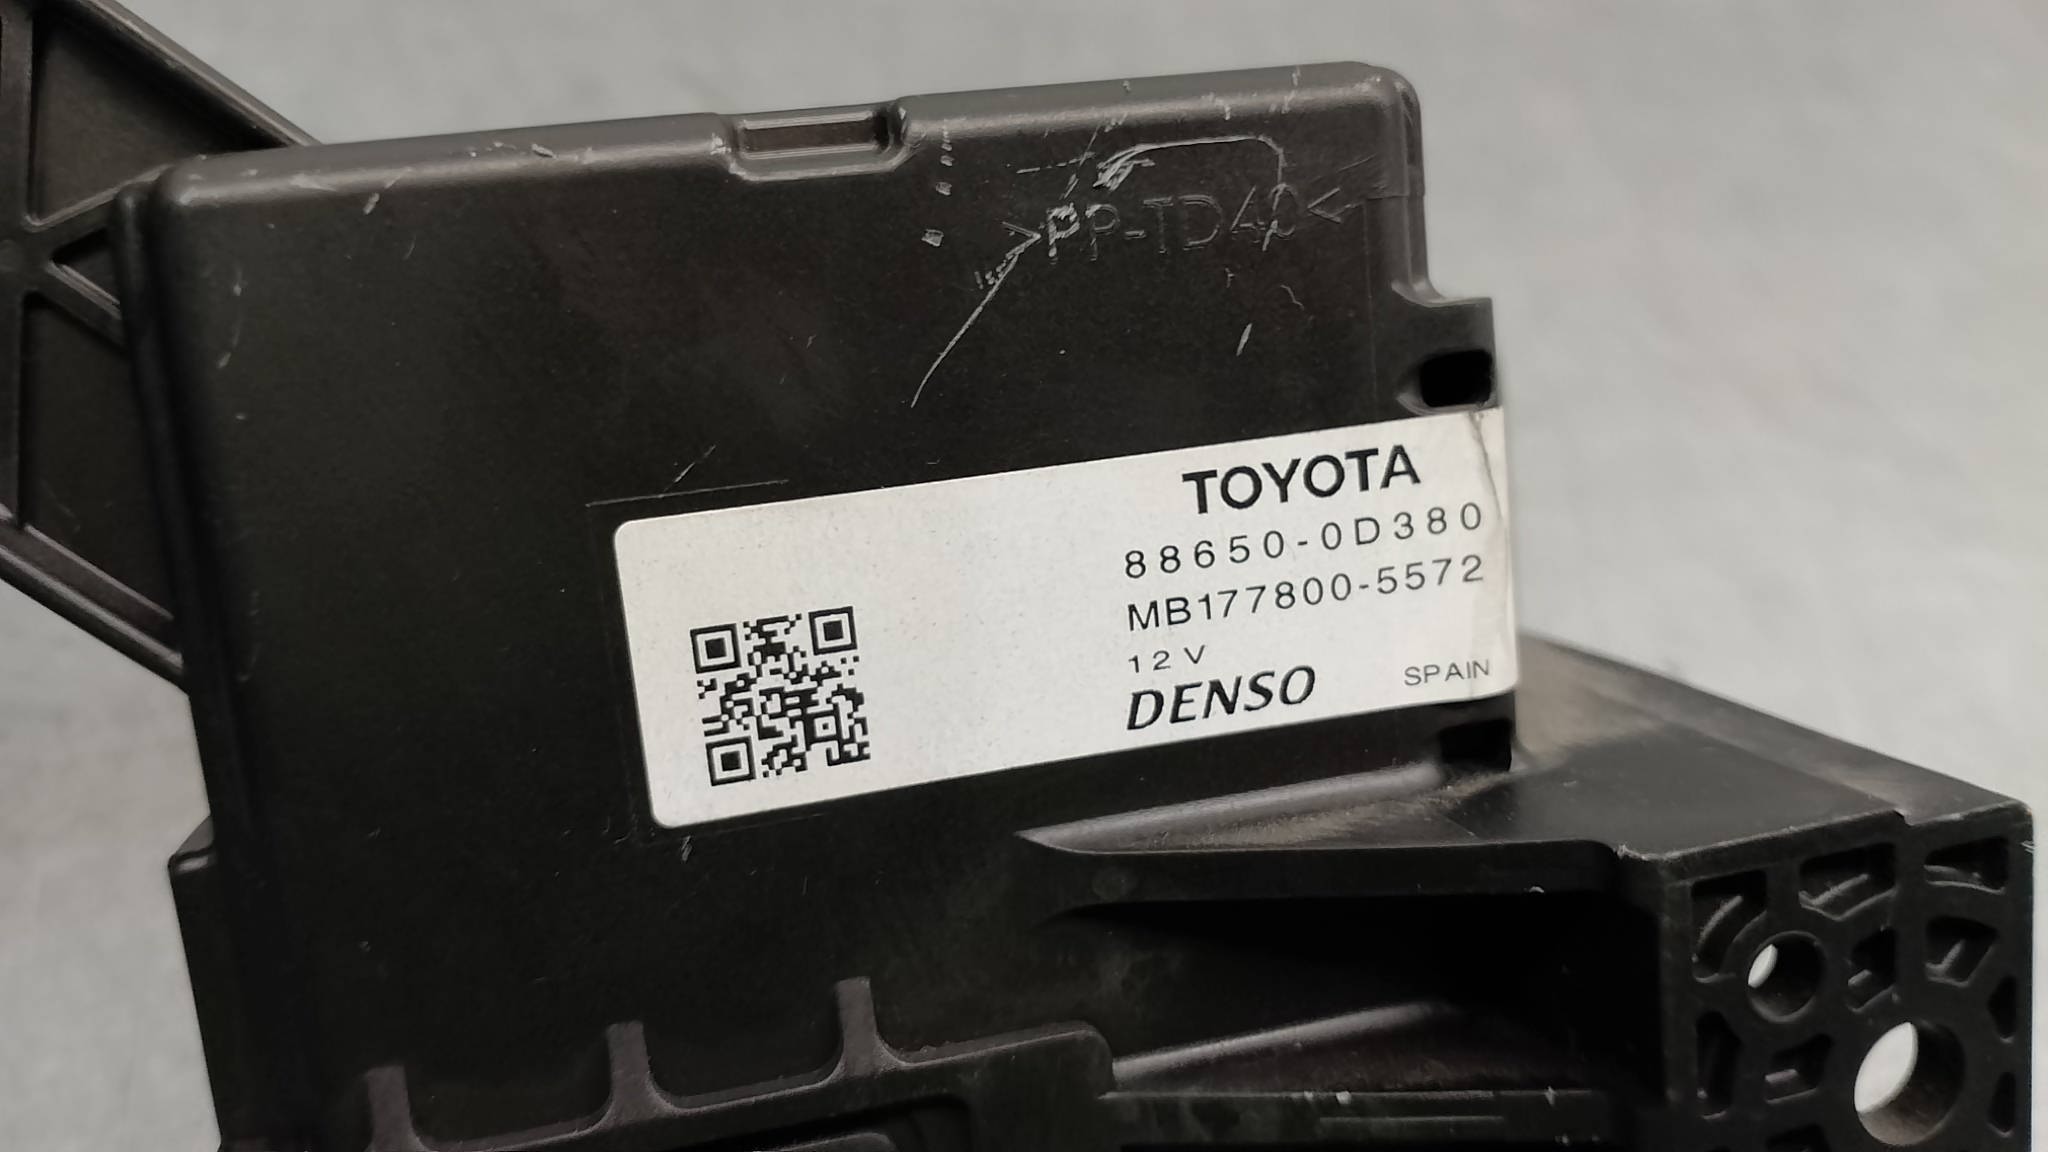 >PP-TD40<
TOYOTA
88650-0D380
MB177800-5572
12V
DENSO SPAIN